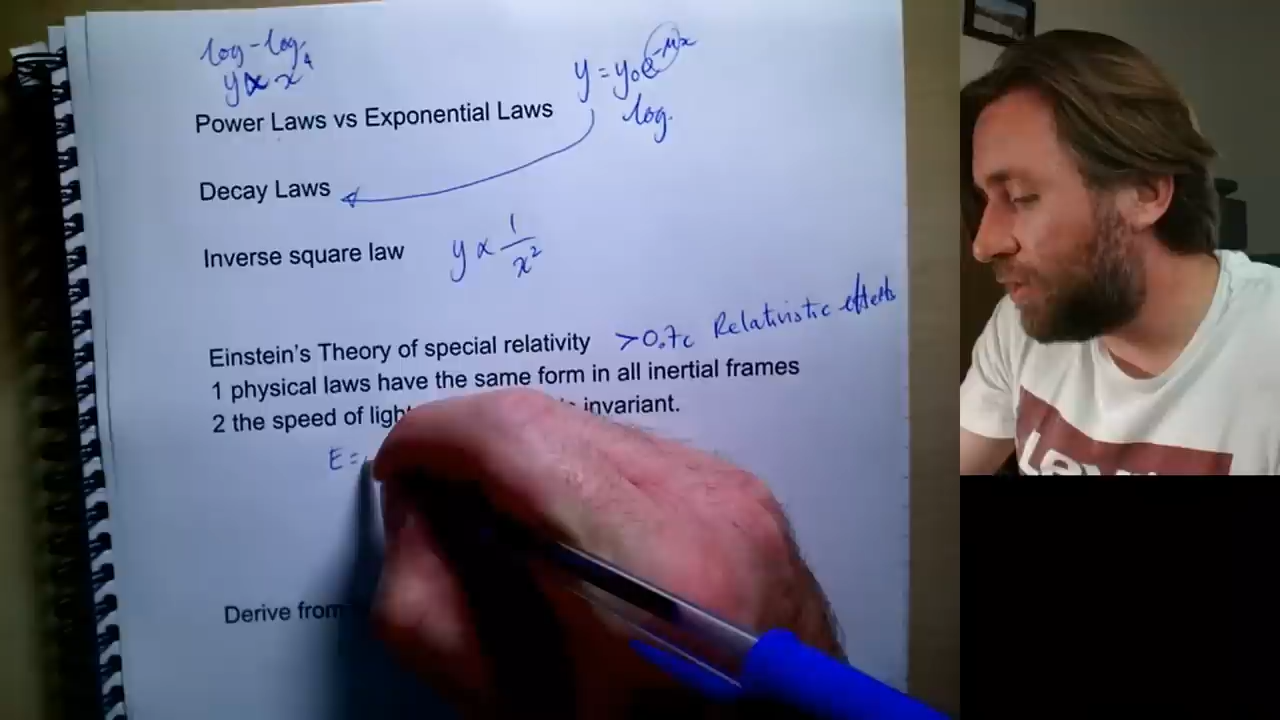 log-log
y∝x⁴
y=y₀e^-μx
log.
Power Laws vs Exponential Laws
Decay Laws
Inverse square law y∝1/x²
Einstein's Theory of special relativity >0.7c Relativistic effects
1 physical laws have the same form in all inertial frames
2 the speed of light invariant.
E=
Derive from